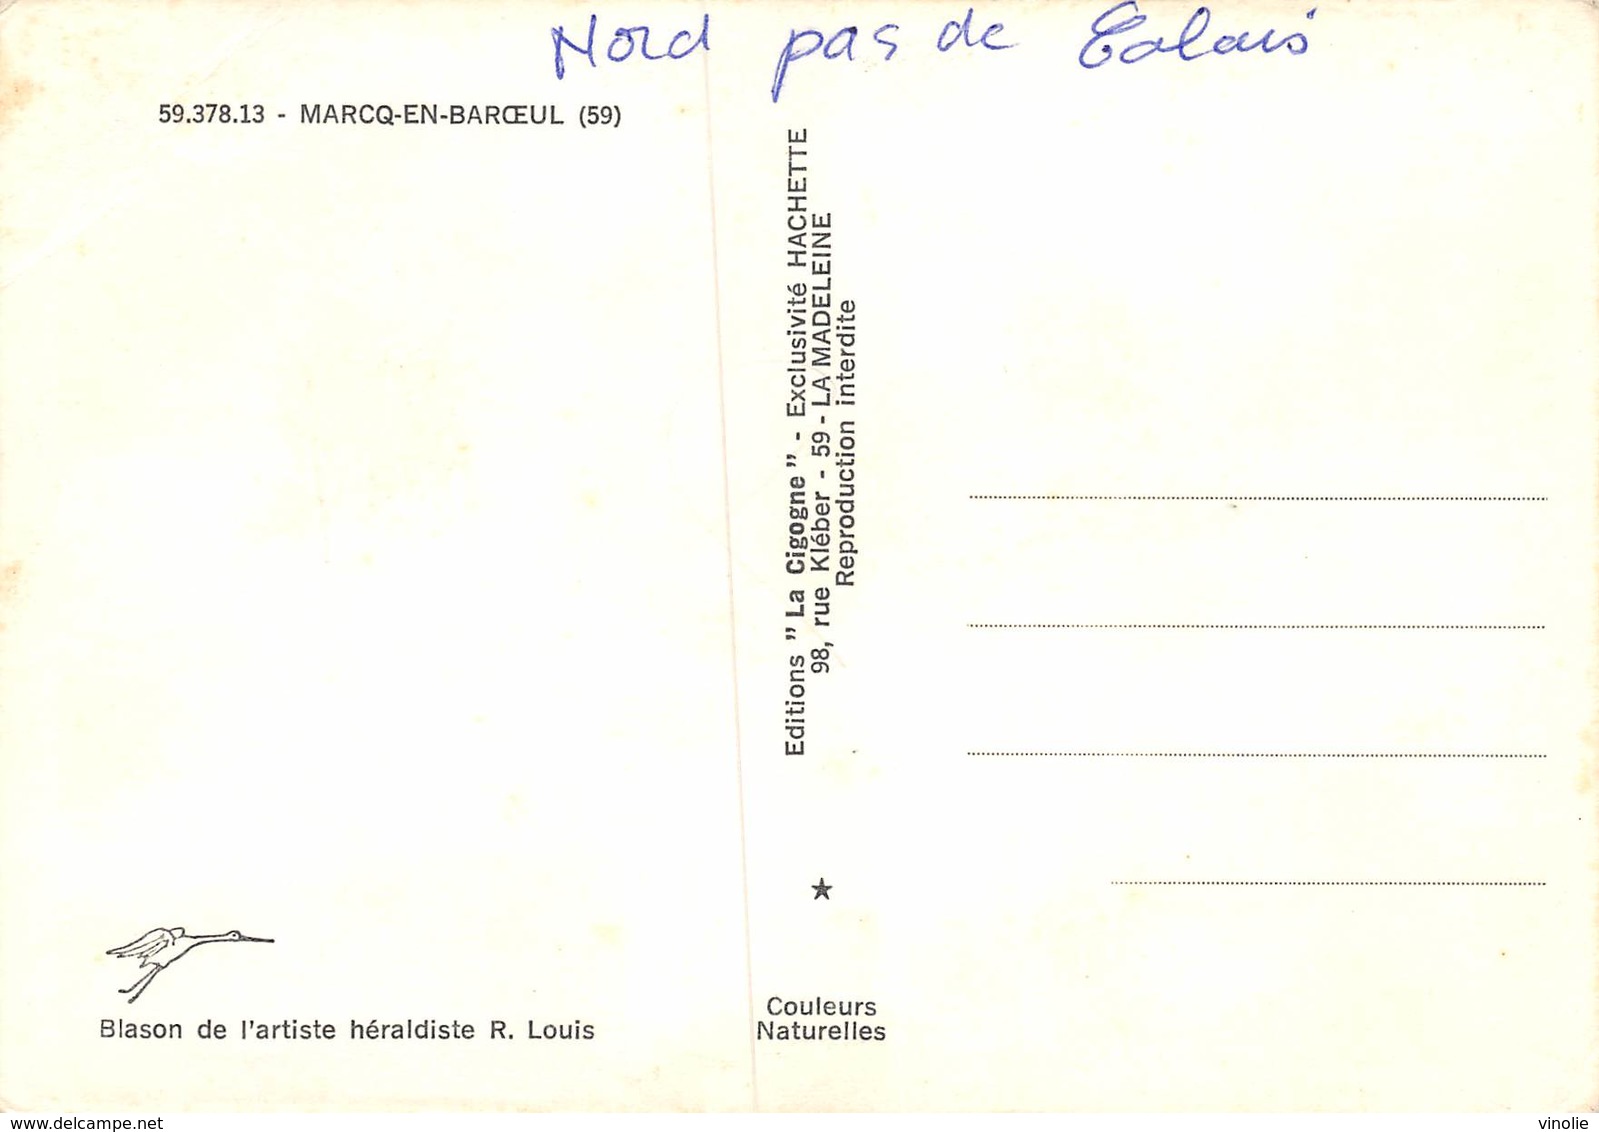 Nord pas de Calais
59.378.13 - MARCQ-EN-BARŒUL (59)
Editions ” La Cigogne ” - Exclusivité HACHETTE
98, rue Kléber - 59 - LA MADELEINE
Reproduction interdite
Blason de l’artiste héraldiste R. Louis
Couleurs
Naturelles
www.delcampe.net
vinolie